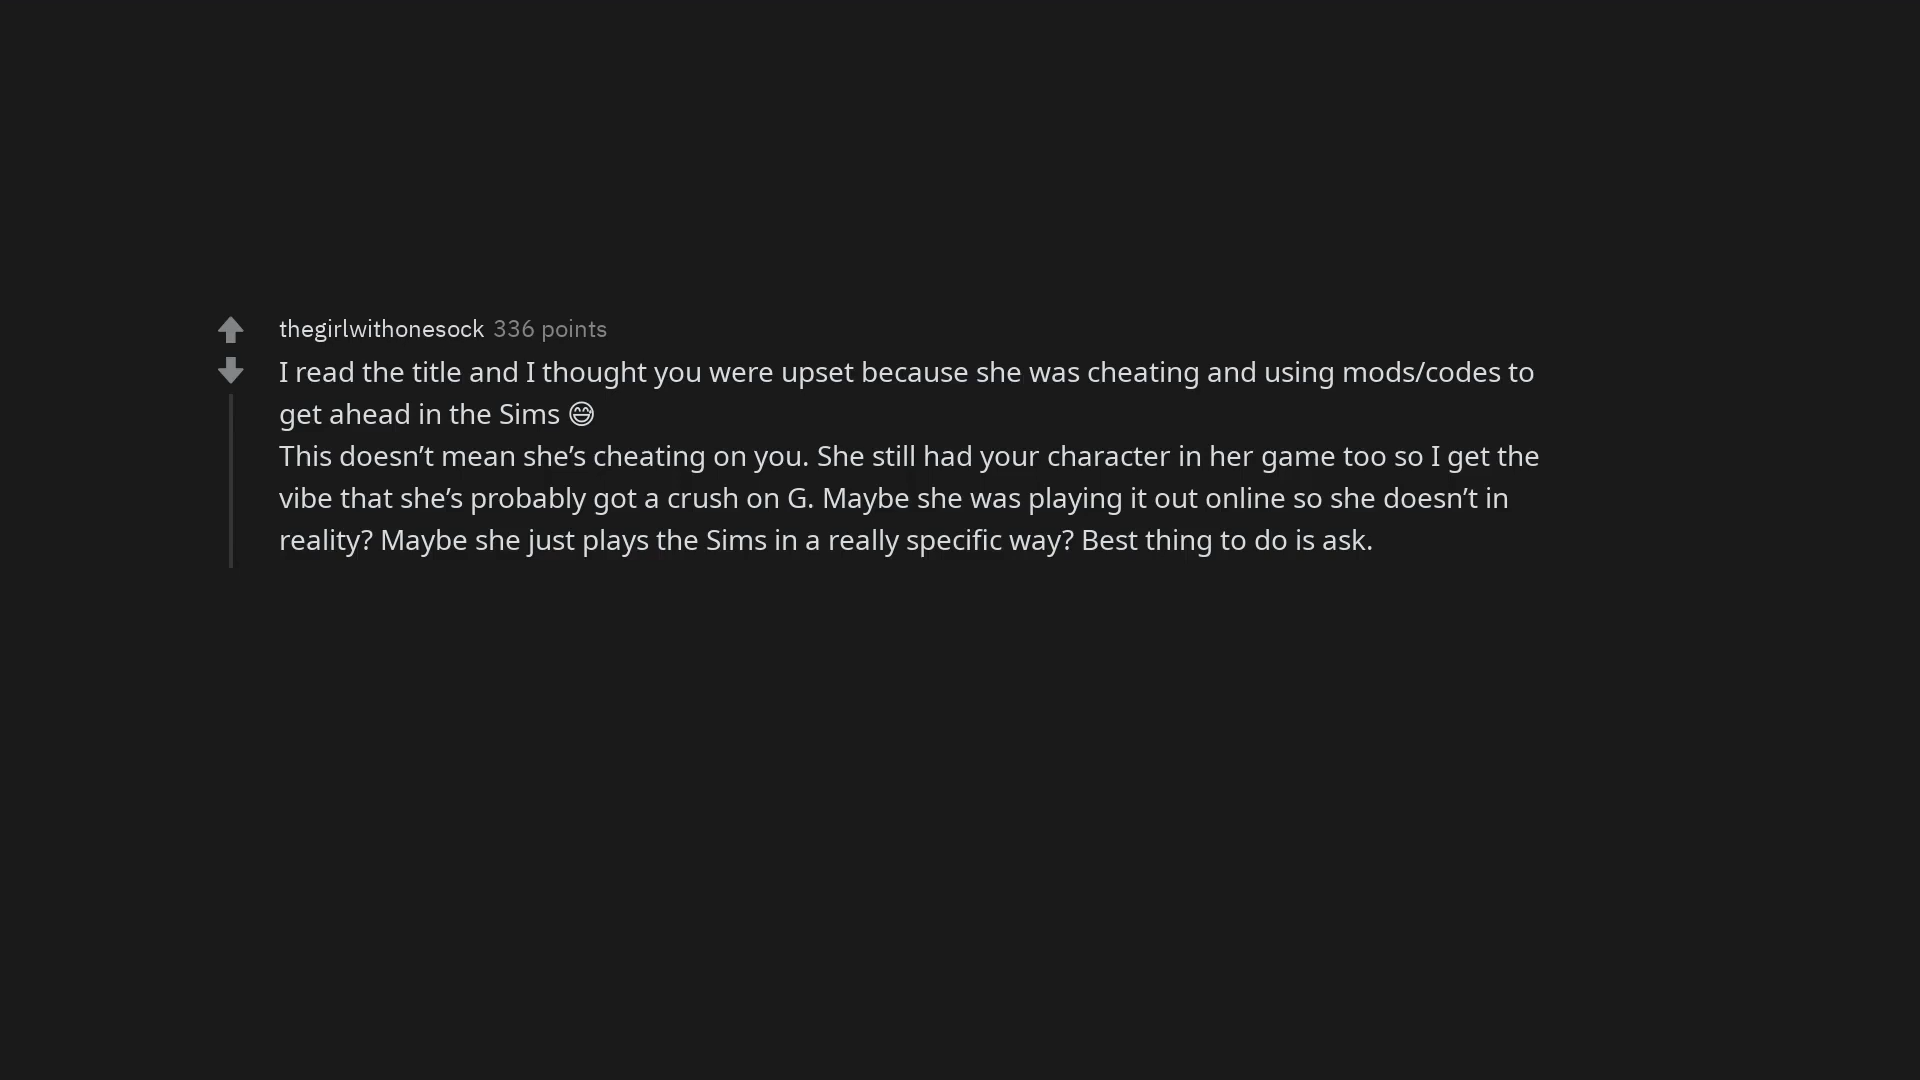 thegirlwithonesock 336 points
I read the title and I thought you were upset because she was cheating and using mods/codes to
get ahead in the Sims 😅
This doesn’t mean she’s cheating on you. She still had your character in her game too so I get the
vibe that she’s probably got a crush on G. Maybe she was playing it out online so she doesn’t in
reality? Maybe she just plays the Sims in a really specific way? Best thing to do is ask.